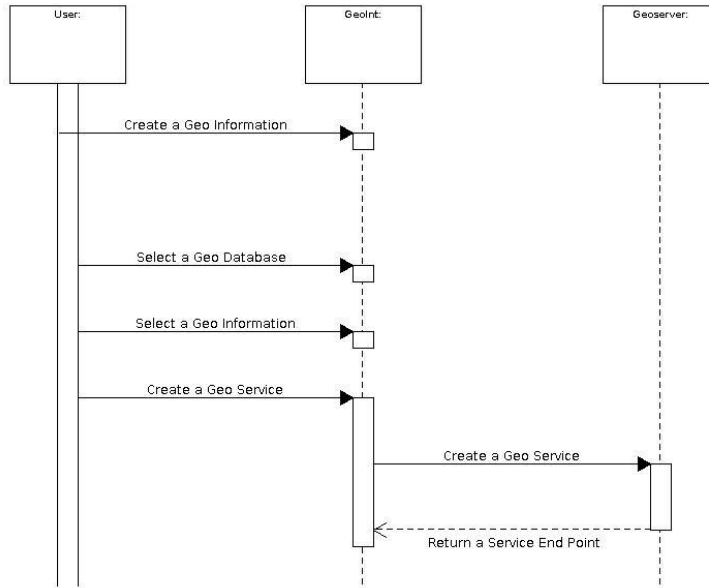 User:
GeoInt:
Geoserver:
Create a Geo Information
Select a Geo Database
Select a Geo Information
Create a Geo Service
Create a Geo Service
Return a Service End Point